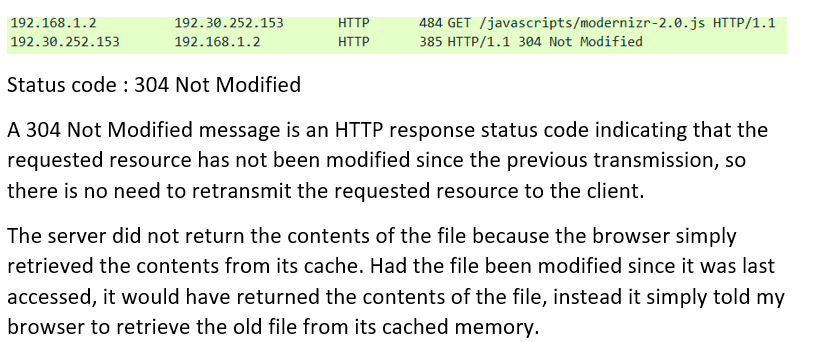 192.168.1.2 192.30.252.153 HTTP 484 GET /javascripts/modernizr-2.0.js HTTP/1.1
192.30.252.153 192.168.1.2 HTTP 385 HTTP/1.1 304 Not Modified
Status code : 304 Not Modified
A 304 Not Modified message is an HTTP response status code indicating that the
requested resource has not been modified since the previous transmission, so
there is no need to retransmit the requested resource to the client.
The server did not return the contents of the file because the browser simply
retrieved the contents from its cache. Had the file been modified since it was last
accessed, it would have returned the contents of the file, instead it simply told my
browser to retrieve the old file from its cached memory.